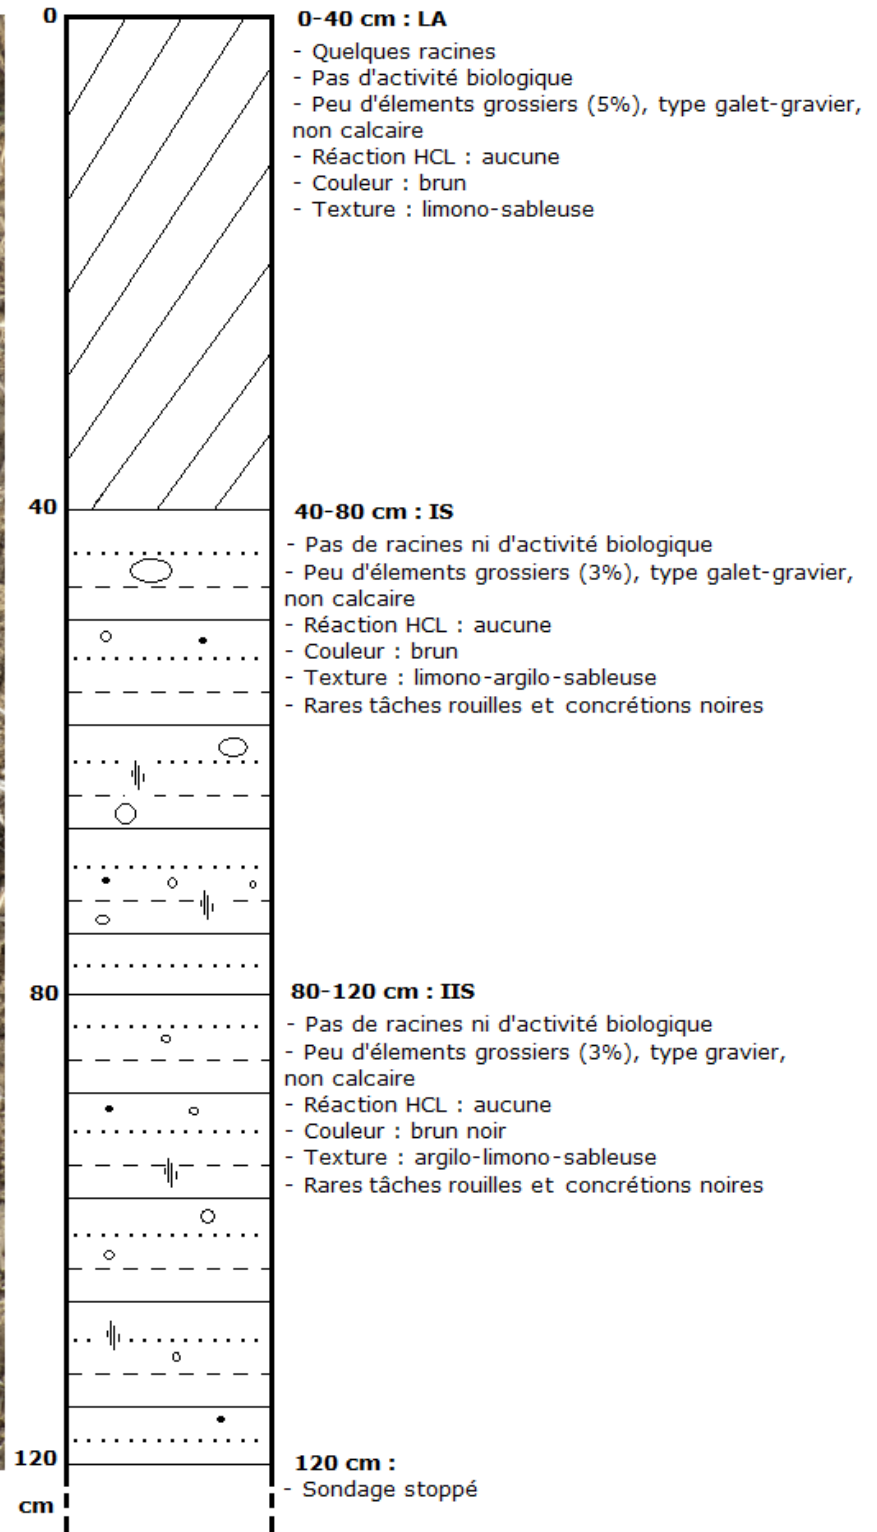 0
0-40 cm : LA
- Quelques racines
- Pas d'activité biologique
- Peu d'élements grossiers (5%), type galet-gravier,
non calcaire
- Réaction HCL : aucune
- Couleur : brun
- Texture : limono-sableuse
40
40-80 cm : IS
- Pas de racines ni d'activité biologique
- Peu d'élements grossiers (3%), type galet-gravier,
non calcaire
- Réaction HCL : aucune
- Couleur : brun
- Texture : limono-argilo-sableuse
- Rares tâches rouilles et concrétions noires
80
80-120 cm : IIS
- Pas de racines ni d'activité biologique
- Peu d'élements grossiers (3%), type gravier,
non calcaire
- Réaction HCL : aucune
- Couleur : brun noir
- Texture : argilo-limono-sableuse
- Rares tâches rouilles et concrétions noires
120
120 cm :
- Sondage stoppé
cm